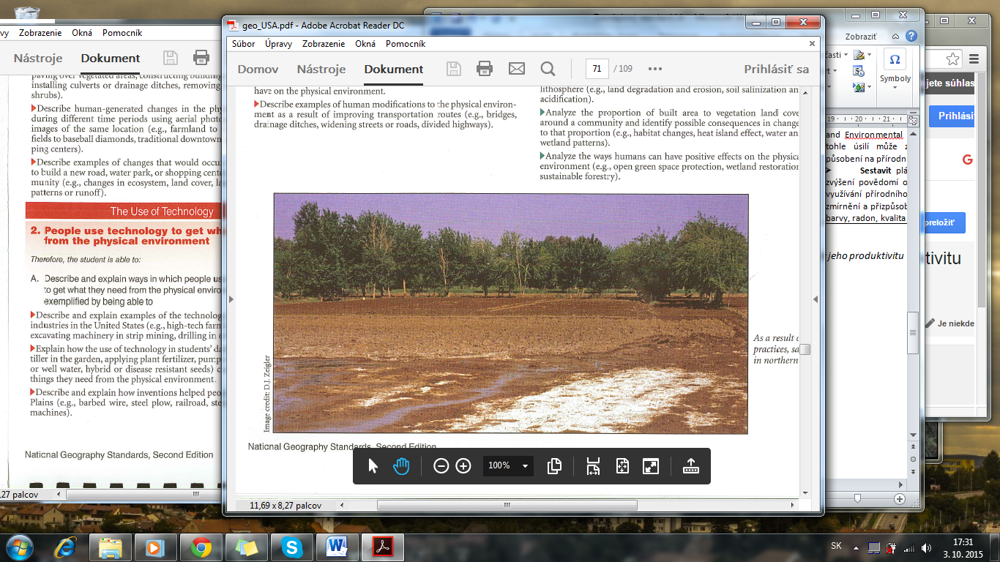 vy Zobrazenie Okná Pomocník
Nástroje Dokument
installing culverts or drainage ditches, removing
shrubs).
Describe human-generated changes in the phy
during different time periods using aerial photo
images of the same location (e.g., farmland to
fields to baseball diamonds, traditional downtown
ping centers).
Describe examples of changes that would occu
to build a new road, water park, or shopping cente
munity (e.g., changes in ecosystem, land cover, la
patterns or runoff).
The Use of Technology
2. People use technology to get wh
from the physical environment
Therefore, the student is able to:
A. Describe and explain ways in which people us
to get what they need from the physical enviro
exemplified by being able to
Describe and explain examples of the technolog
industries in the United States (e.g., high-tech farm
excavating machinery in strip mining, drilling in o
Explain how the use of technology in students' da
tiller in the garden, applying plant fertilizer, pump
or well water, hybrid or disease resistant seeds) c
things they need from the physical environment.
Describe and explain how inventions helped peo
Plains (e.g., barbed wire, steel plow, railroad, ste
machines).
National Geography Standards, Second Edition
,27 palcov
geo_USA.pdf - Adobe Acrobat Reader DC
Súbor Úpravy Zobrazenie Okná Pomocník
Domov Nástroje Dokument 71 / 109 Prihlásiť sa
have on the physical environment.
Describe examples of human modifications to the physical environ-
ment as a result of improving transportation routes (e.g., bridges,
drainage ditches, widening streets or roads, divided highways).
lithosphere (e.g., land degradation and erosion, soil salinization an
acidification).
Analyze the proportion of built area to vegetation land cove
around a community and identify possible consequences in change
to that proportion (e.g., habitat changes, heat island effect, water an
wetland patterns).
Analyze the ways humans can have positive effects on the physica
environment (e.g., open green space protection, wetland restoration
sustainable forestry).
Image credit: D.J. Zeigler
As a result o
practices, sa
in northern
National Geography Standards, Second Edition
100%
11,69 x 8,27 palcov
Zobraziť
časti
Symboly
19 20 21
and Environmental
tohle úsilí může z
působení na přírodn
Sestavit plá
zvýšení povědomí o
využívání přírodního
zmírnění a přizpůsob
barvy, radon, kvalita
jeho produktivitu
jete súhlas
Prihlási
G
preložiť
tivitu
Je niekde
SK
17:31
3. 10. 2015